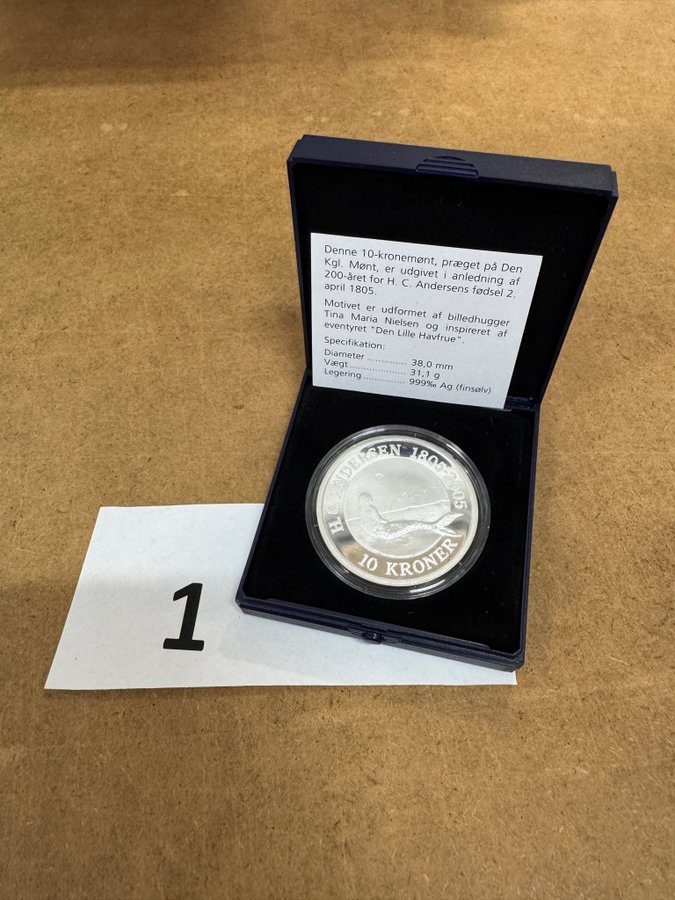 Denne 10-kronemønt, præget på Den
Kgl. Mønt, er udgivet i anledning af
200-året for H. C. Andersens fødsel 2.
april 1805.
Motivet er udformet af billedhugger
Tina Maria Nielsen og inspireret af
eventyret "Den Lille Havfrue".
Specifikation:
Diameter .............. 38,0 mm
Vægt.................... 31,1 g
Legering............... 999‰ Ag (finsølv)
H.C. ANDERSEN 1805-2005
10 KRONER
1